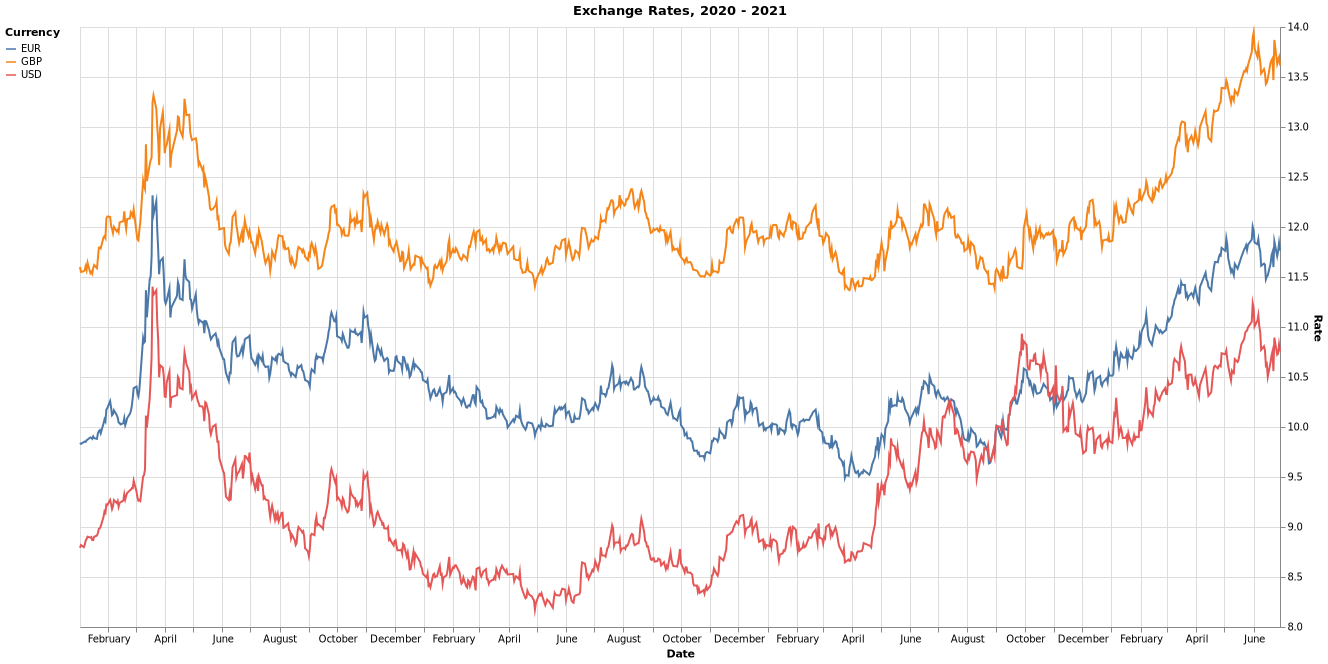 Exchange Rates, 2020 - 2021
Currency
EUR
GBP
USD
14.0
13.5
13.0
12.5
12.0
11.5
11.0
10.5
10.0
9.5
9.0
8.5
8.0
Rate
February April June August October December February April June August October December February April June August October December February April June
Date